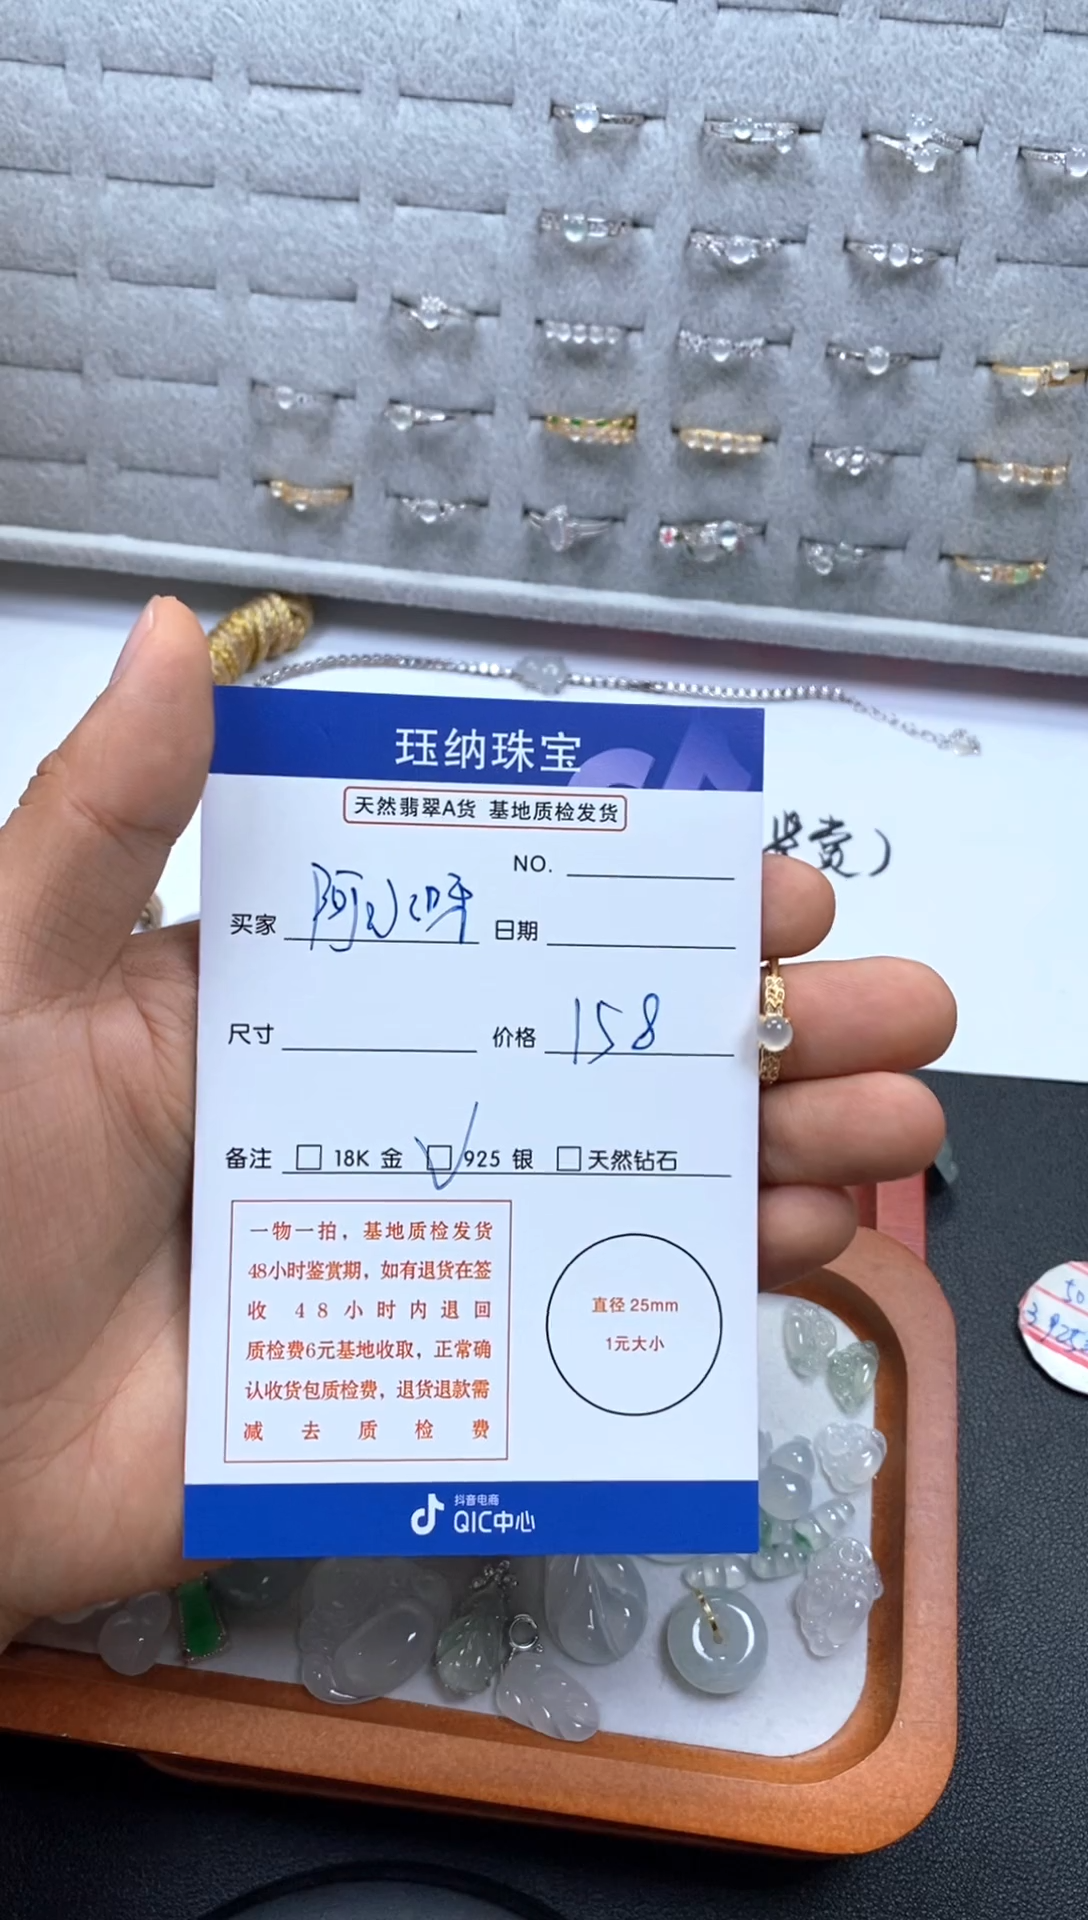 珏纳珠宝
天然翡翠A货 基地质检发货
NO.
买家 阿
日期
尺寸
价格 158
备注 18K 金 925 银 天然钻石
一物一拍，基地质检发货
48小时鉴赏期，如有退货在签
收 48小时内退回
质检费6元基地收取，正常确
认收货包质检费，退货退款需
减去质检费
直径 25mm
1元大小
抖音电商
QIC中心
鉴赏）
50